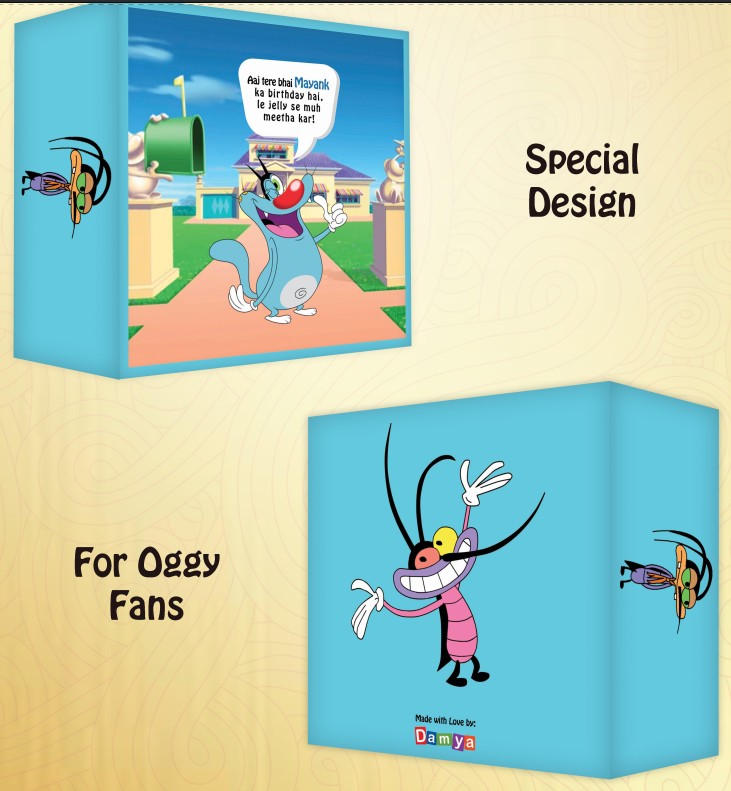 Aaj tere bhai Mayank
ka birthday hai,
le jelly se muh
meetha kar!
Special
Design
For Oggy
Fans
Made with Love by:
Damya